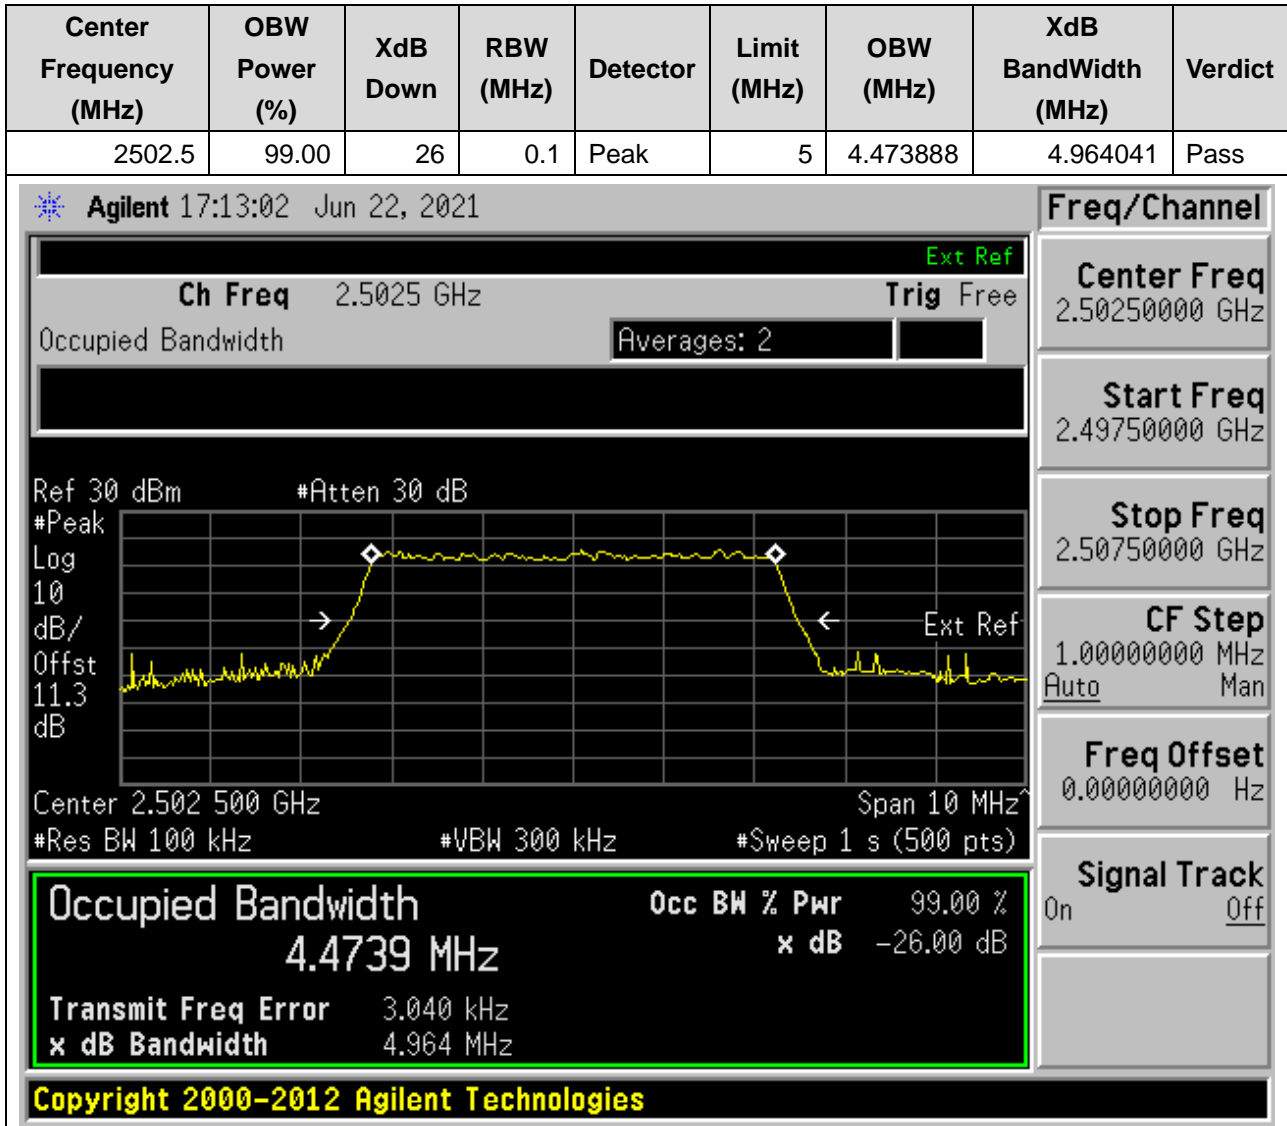 Center Frequency (MHz) OBW Power (%) XdB Down RBW (MHz) Detector Limit (MHz) OBW (MHz) XdB BandWidth (MHz) Verdict
2502.5 99.00 26 0.1 Peak 5 4.473888 4.964041 Pass
Agilent 17:13:02 Jun 22, 2021
Freq/Channel
Ext Ref
Ch Freq 2.5025 GHz Trig Free
Occupied Bandwidth Averages: 2
Center Freq
2.50250000 GHz
Start Freq
2.49750000 GHz
Stop Freq
2.50750000 GHz
CF Step
1.00000000 MHz
Auto Man
Freq Offset
0.00000000 Hz
Signal Track
On Off
Ref 30 dBm #Atten 30 dB
#Peak
Log
10
dB/
Offst
11.3
dB
Ext Ref
Center 2.502 500 GHz Span 10 MHz^
#Res BW 100 kHz #VBW 300 kHz #Sweep 1 s (500 pts)
Occupied Bandwidth
4.4739 MHz
Occ BW % Pwr 99.00 %
x dB -26.00 dB
Transmit Freq Error 3.040 kHz
x dB Bandwidth 4.964 MHz
Copyright 2000-2012 Agilent Technologies